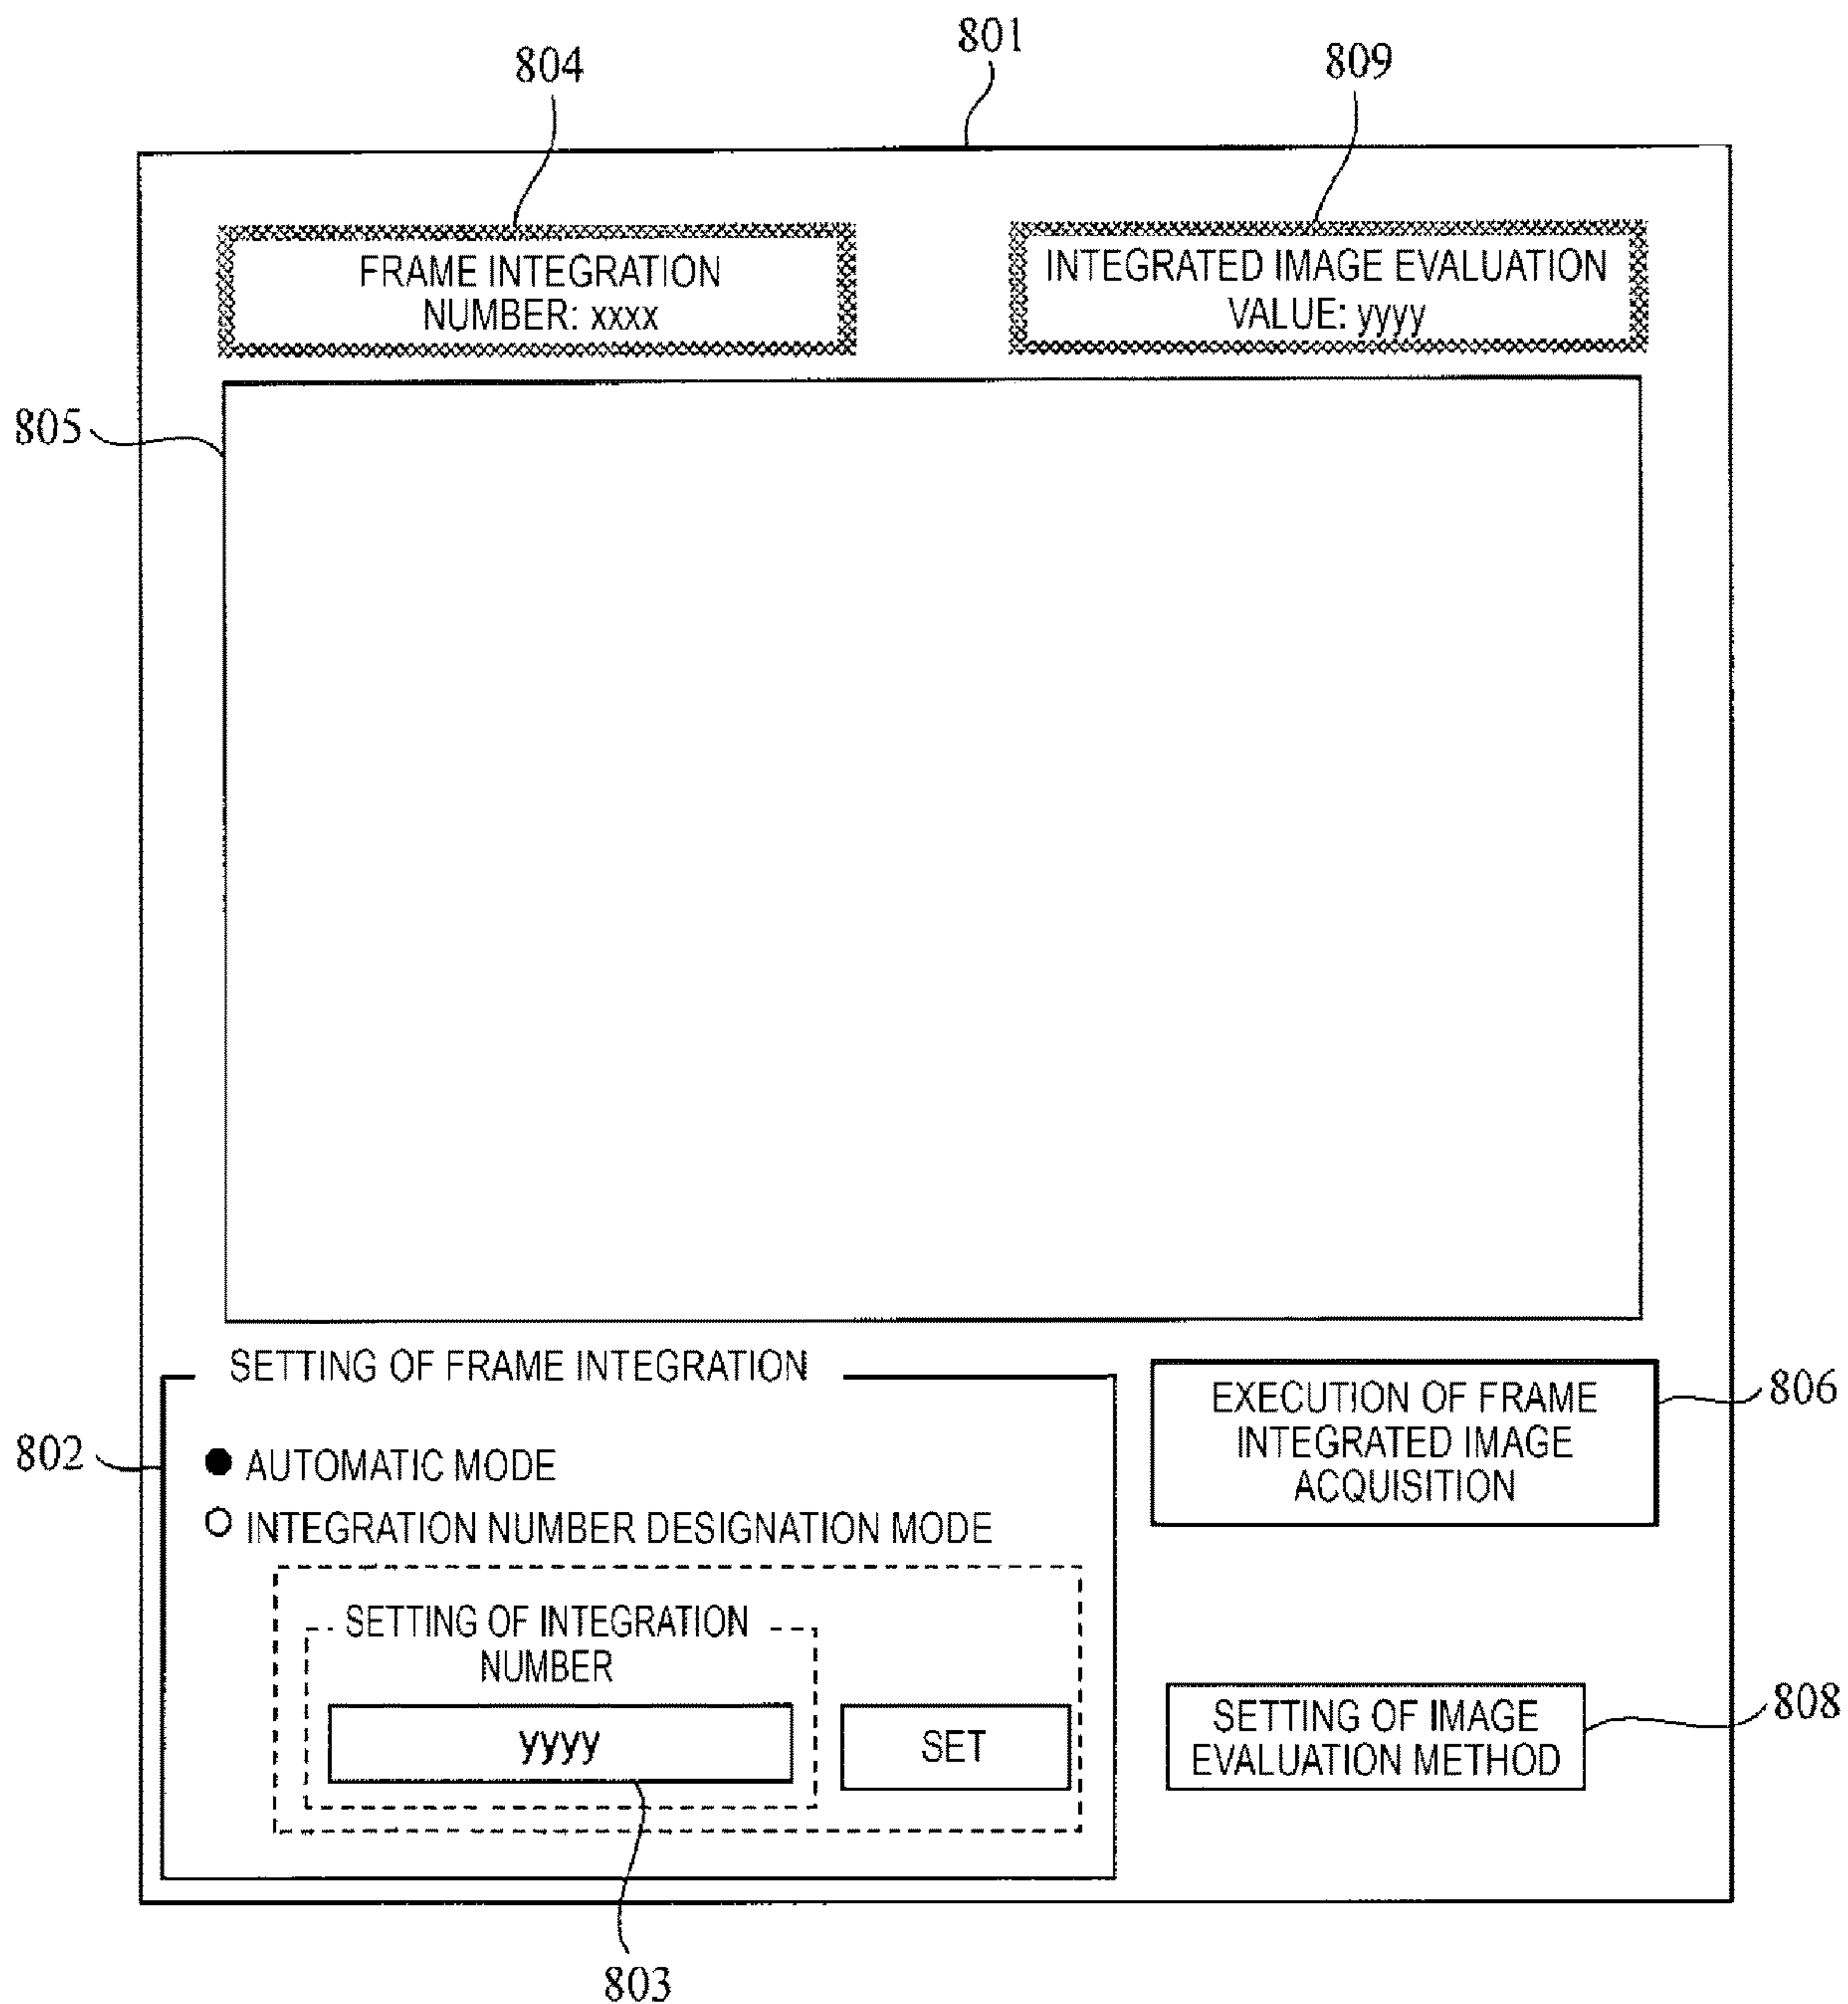 801
804
809
FRAME INTEGRATION
NUMBER: xxxx
INTEGRATED IMAGE EVALUATION
VALUE: yyyy
805
SETTING OF FRAME INTEGRATION
802
AUTOMATIC MODE
INTEGRATION NUMBER DESIGNATION MODE
SETTING OF INTEGRATION
NUMBER
yyyy
SET
803
EXECUTION OF FRAME
INTEGRATED IMAGE
ACQUISITION
806
SETTING OF IMAGE
EVALUATION METHOD
808